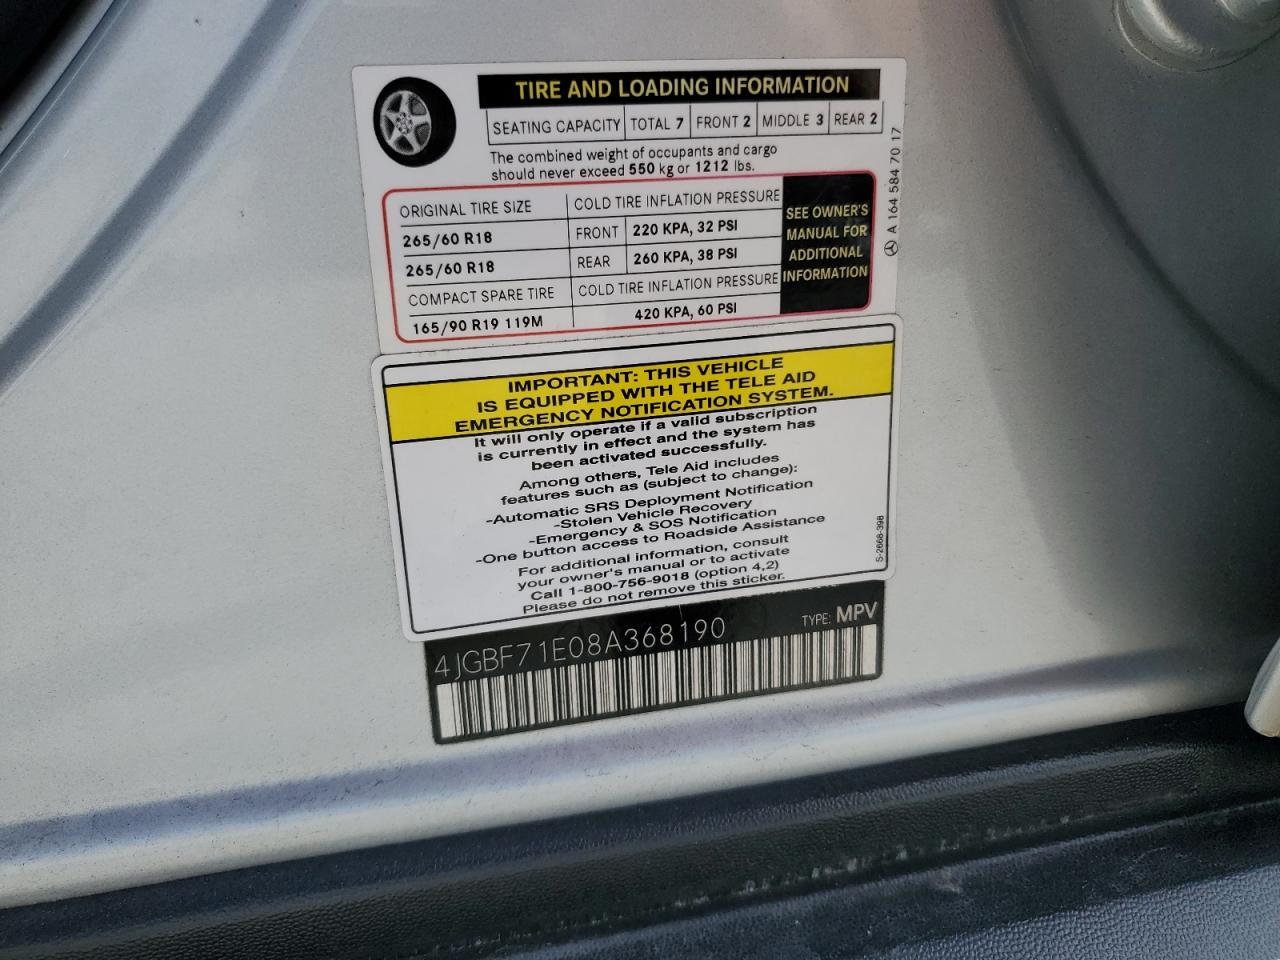 TIRE AND LOADING INFORMATION
SEATING CAPACITY TOTAL 7 FRONT 2 MIDDLE 3 REAR 2
The combined weight of occupants and cargo
should never exceed 550 kg or 1212 lbs.
ORIGINAL TIRE SIZE COLD TIRE INFLATION PRESSURE
265/60 R18 FRONT 220 KPA, 32 PSI
265/60 R18 REAR 260 KPA, 38 PSI
COMPACT SPARE TIRE COLD TIRE INFLATION PRESSURE
165/90 R19 119M 420 KPA, 60 PSI
SEE OWNER'S
MANUAL FOR
ADDITIONAL
INFORMATION
A 164 584 70 17
IMPORTANT: THIS VEHICLE
IS EQUIPPED WITH THE TELE AID
EMERGENCY NOTIFICATION SYSTEM.
It will only operate if a valid subscription
is currently in effect and the system has
been activated successfully.
Among others, Tele Aid includes
features such as (subject to change):
-Automatic SRS Deployment Notification
-Stolen Vehicle Recovery
-Emergency & SOS Notification
-One button access to Roadside Assistance
For additional information, consult
your owner's manual or to activate
Call 1-800-756-9018 (option 4,2)
Please do not remove this sticker.
S-2668-398
4JGBF71E08A368190 TYPE: MPV